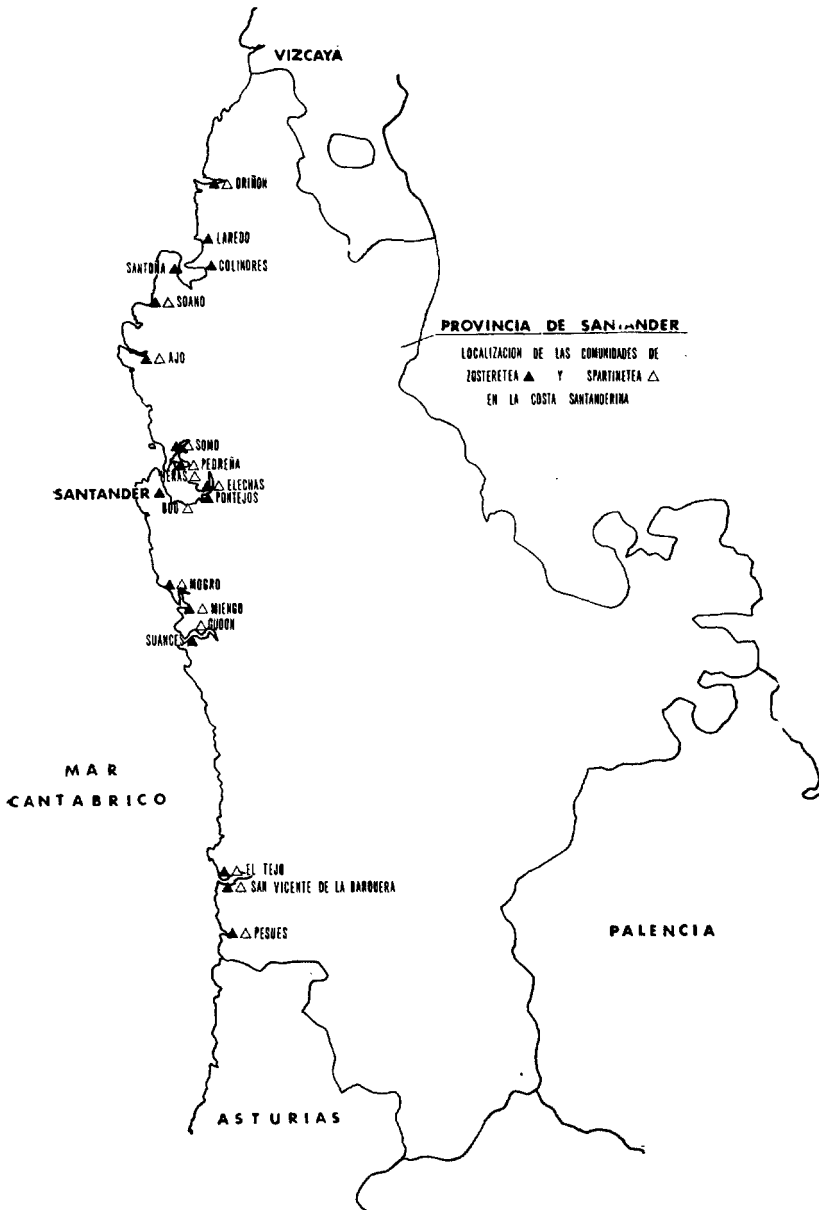 VIZCAYA
▲ △ ORIÑON
▲ LAREDO
SANTOÑA ▲
▲ COLINDRES
▲ △ SOANO
PROVINCIA DE SANTANDER
LOCALIZACION DE LAS COMUNIDADES DE
ZOSTERETEA ▲ Y SPARTINETEA △
EN LA COSTA SANTANDERINA
▲ △ AJO
▲ △ SOMO
▲ △ PEDREÑA
HERAS △
▲ △ ELECHAS
SANTANDER ▲
▲ PONTEJOS
BOO △
▲ △ MOGRO
▲ △ MIENGO
△ CUDON
SUANCES ▲
MAR
CANTABRICO
▲ △ EL TEJO
▲ △ SAN VICENTE DE LA BARQUERA
▲ △ PESUES
PALENCIA
ASTURIAS